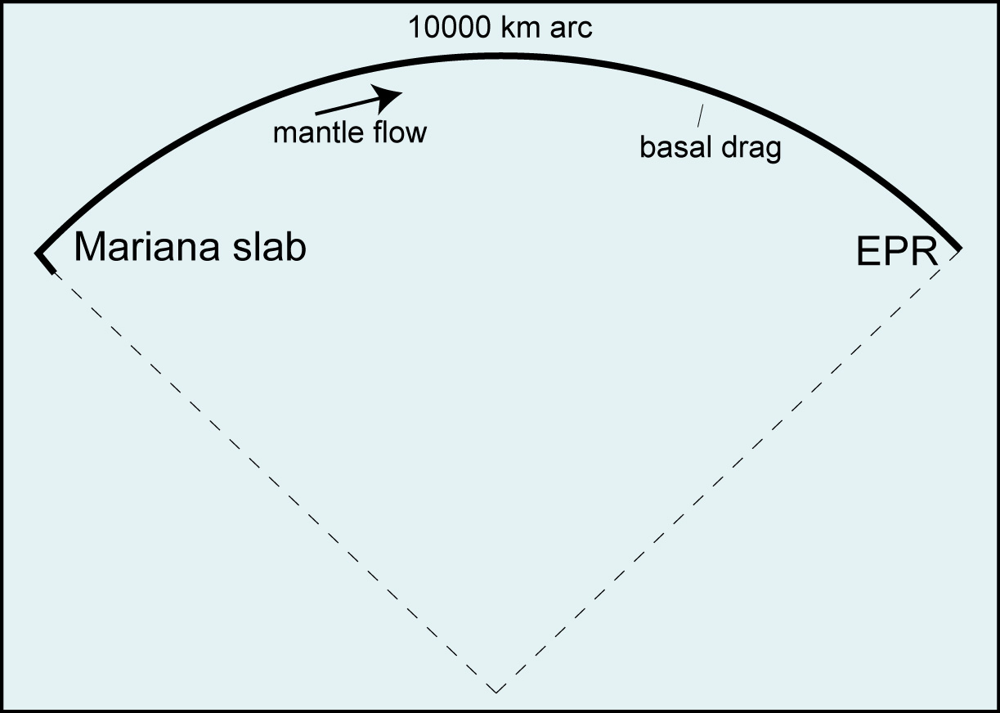 10000 km arc
mantle flow
basal drag
Mariana slab
EPR